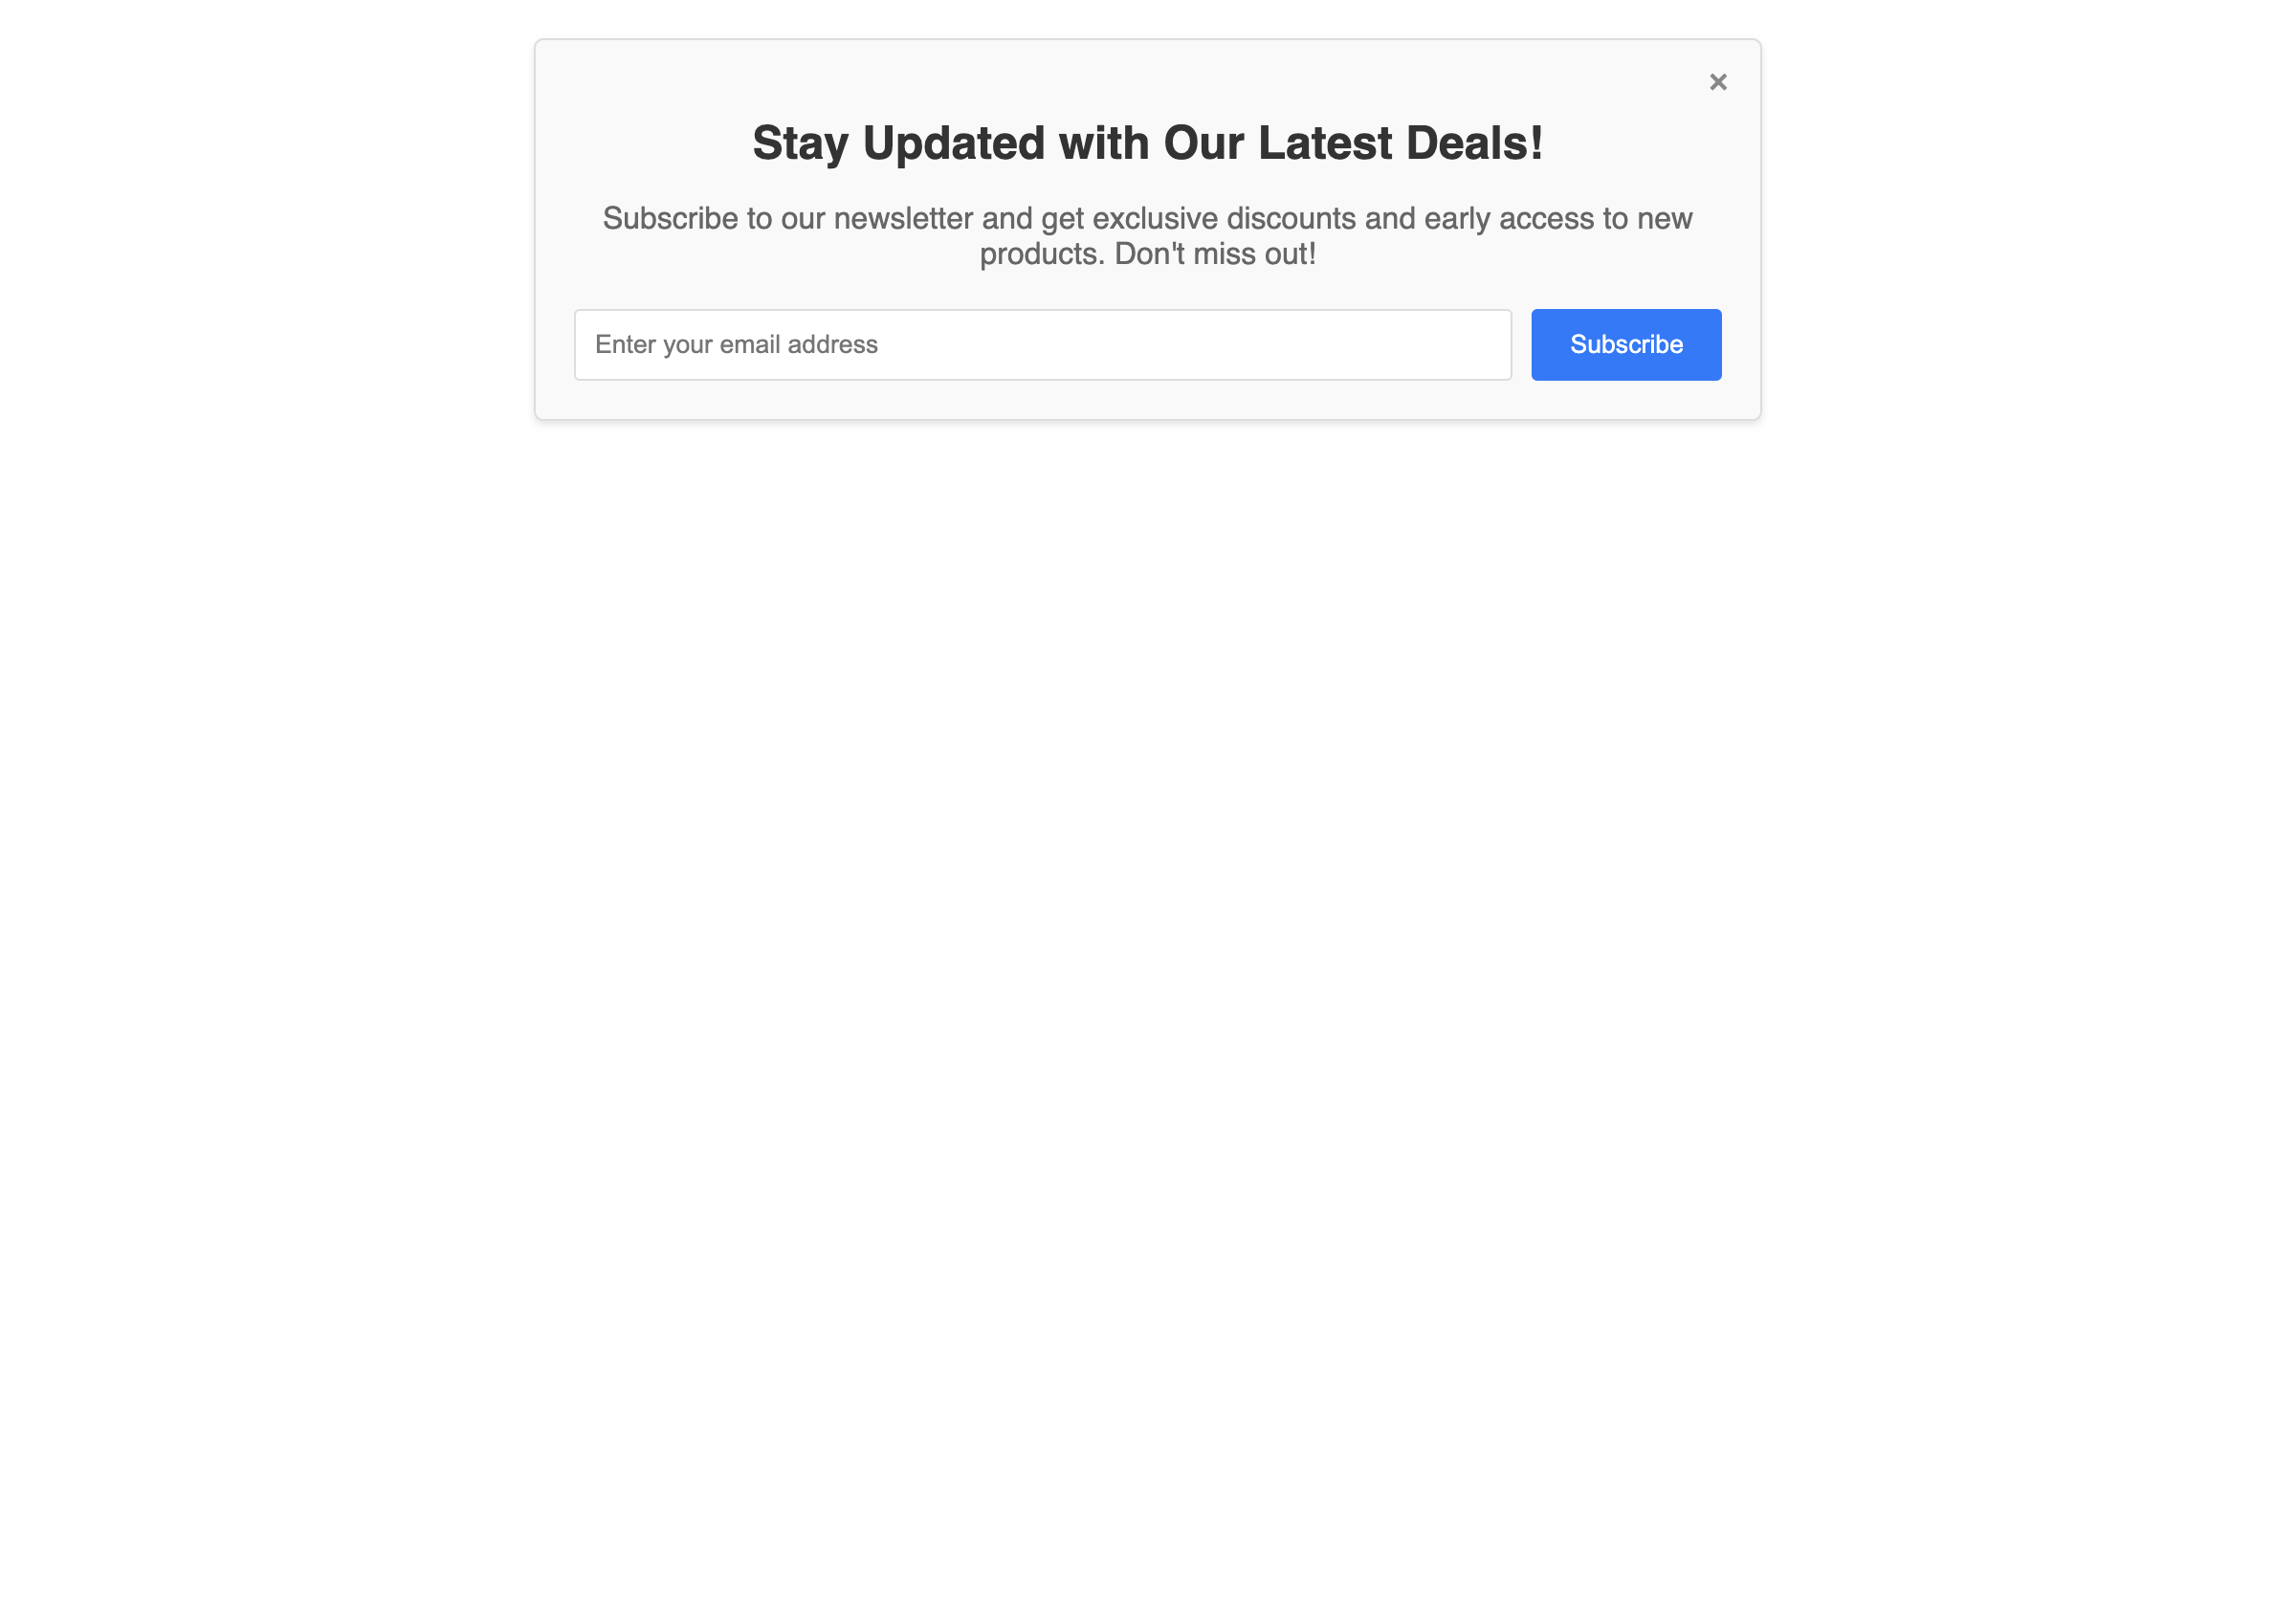 ×
Stay Updated with Our Latest Deals!
Subscribe to our newsletter and get exclusive discounts and early access to new
products. Don't miss out!
Enter your email address
Subscribe